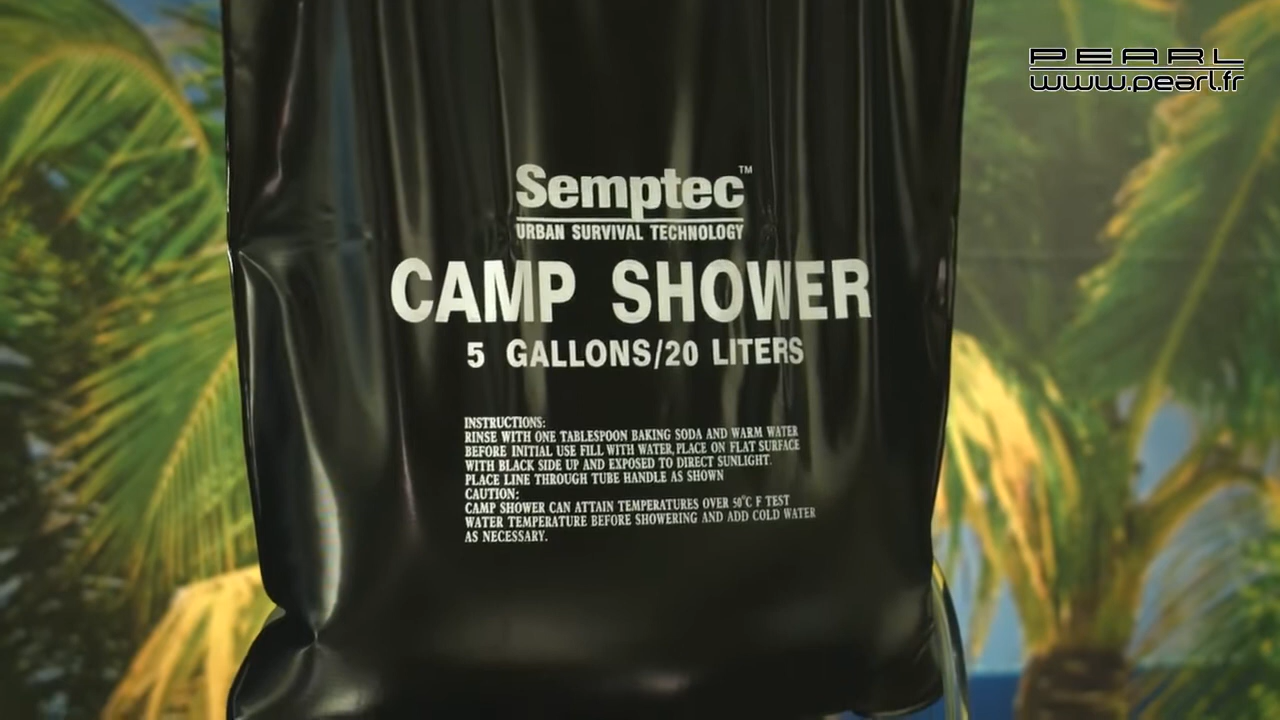 PEARL
www.pearl.fr
Semptec™
URBAN SURVIVAL TECHNOLOGY
CAMP SHOWER
5 GALLONS/20 LITERS
INSTRUCTIONS:
RINSE WITH ONE TABLESPOON BAKING SODA AND WARM WATER
BEFORE INITIAL USE FILL WITH WATER, PLACE ON FLAT SURFACE
WITH BLACK SIDE UP AND EXPOSED TO DIRECT SUNLIGHT.
PLACE LINE THROUGH TUBE HANDLE AS SHOWN
CAUTION:
CAMP SHOWER CAN ATTAIN TEMPERATURES OVER 50°C F TEST
WATER TEMPERATURE BEFORE SHOWERING AND ADD COLD WATER
AS NECESSARY.